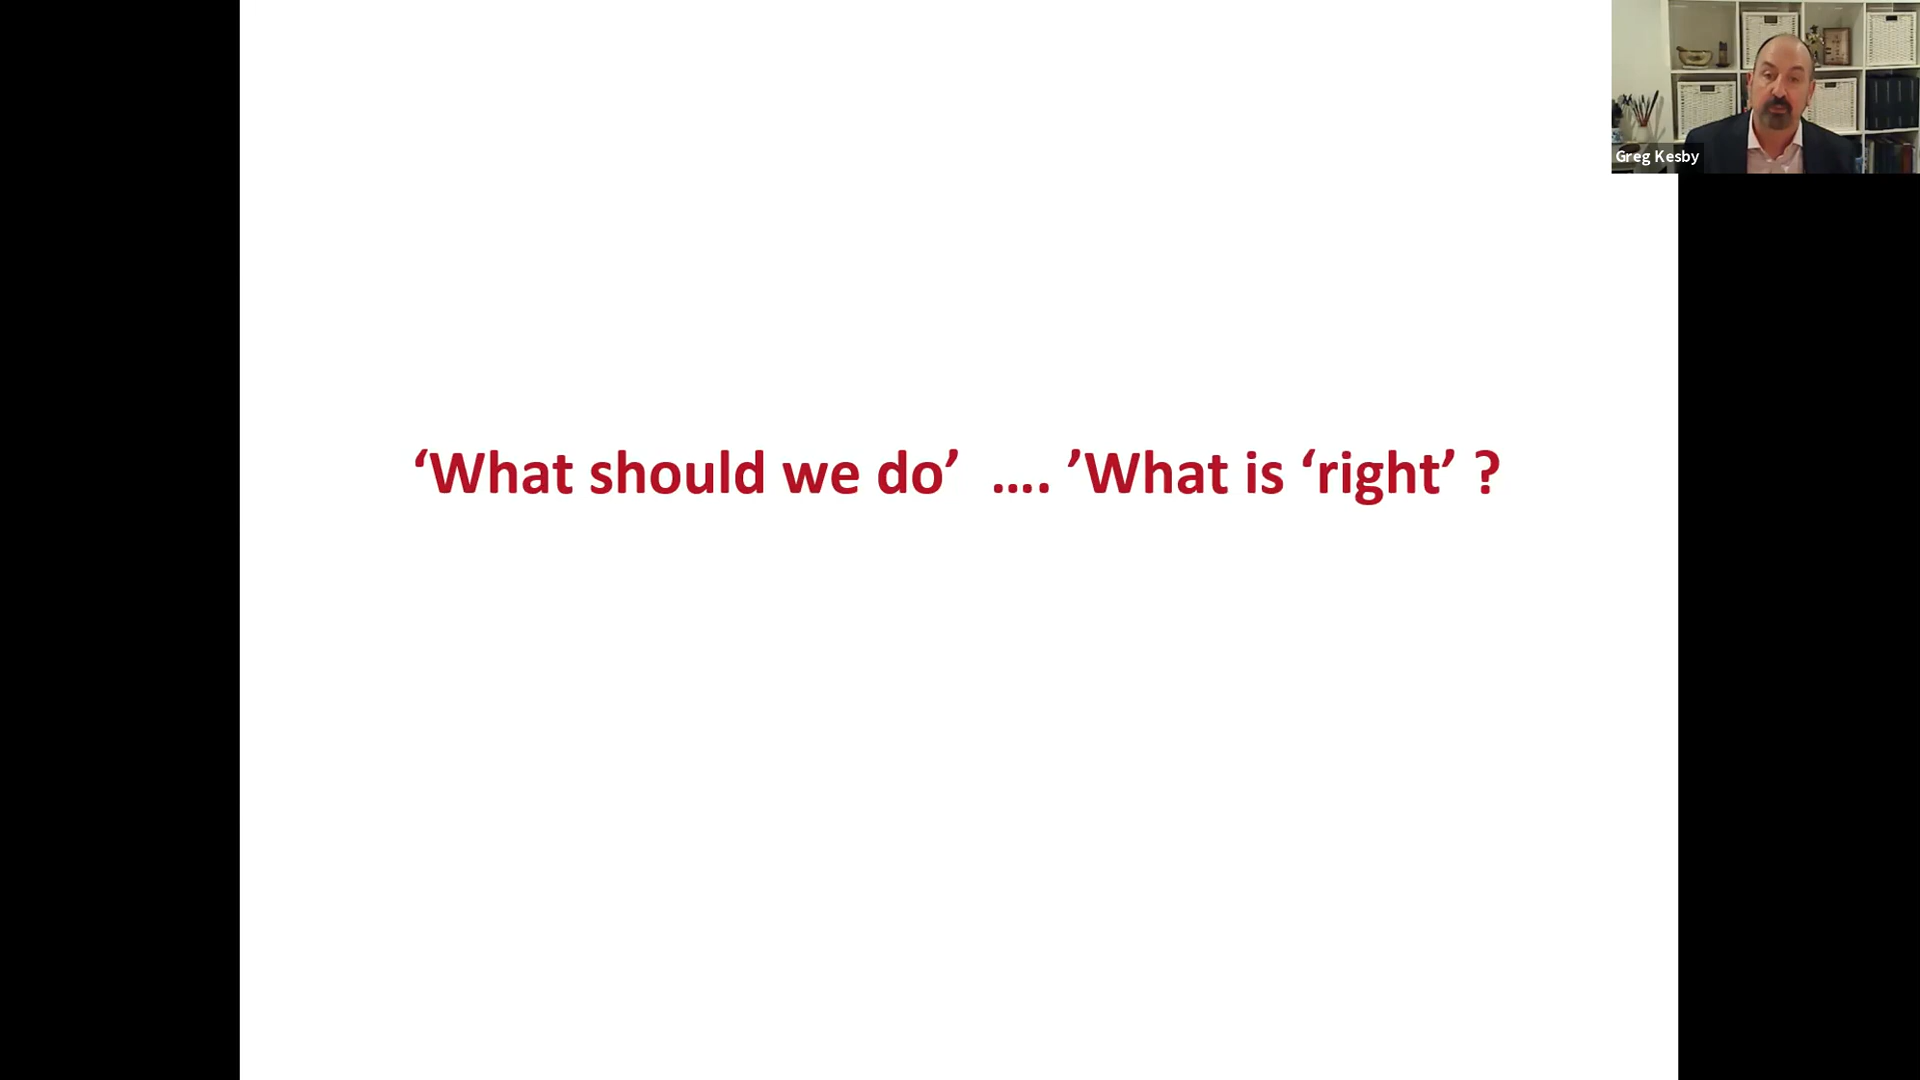 Greg Kesby
‘What should we do’ .... ’What is ‘right’ ?